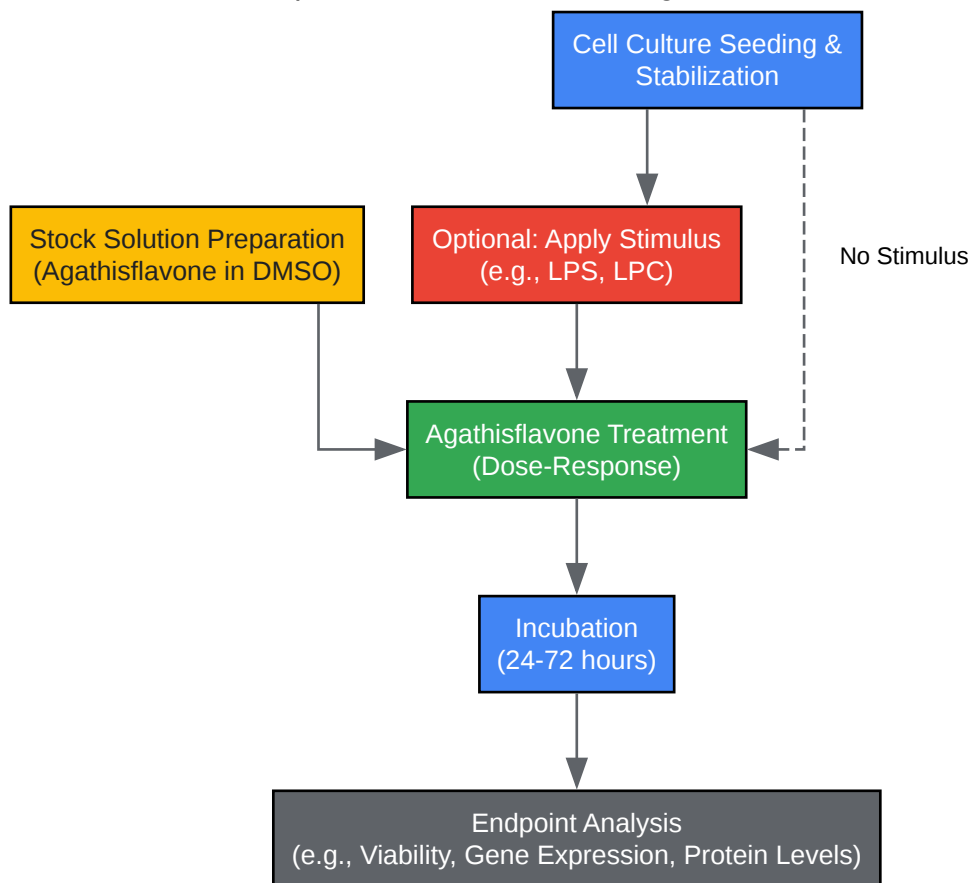 Cell Culture Seeding &
Stabilization
Stock Solution Preparation
(Agathisflavone in DMSO)
Optional: Apply Stimulus
(e.g., LPS, LPC)
No Stimulus
Agathisflavone Treatment
(Dose-Response)
Incubation
(24-72 hours)
Endpoint Analysis
(e.g., Viability, Gene Expression, Protein Levels)